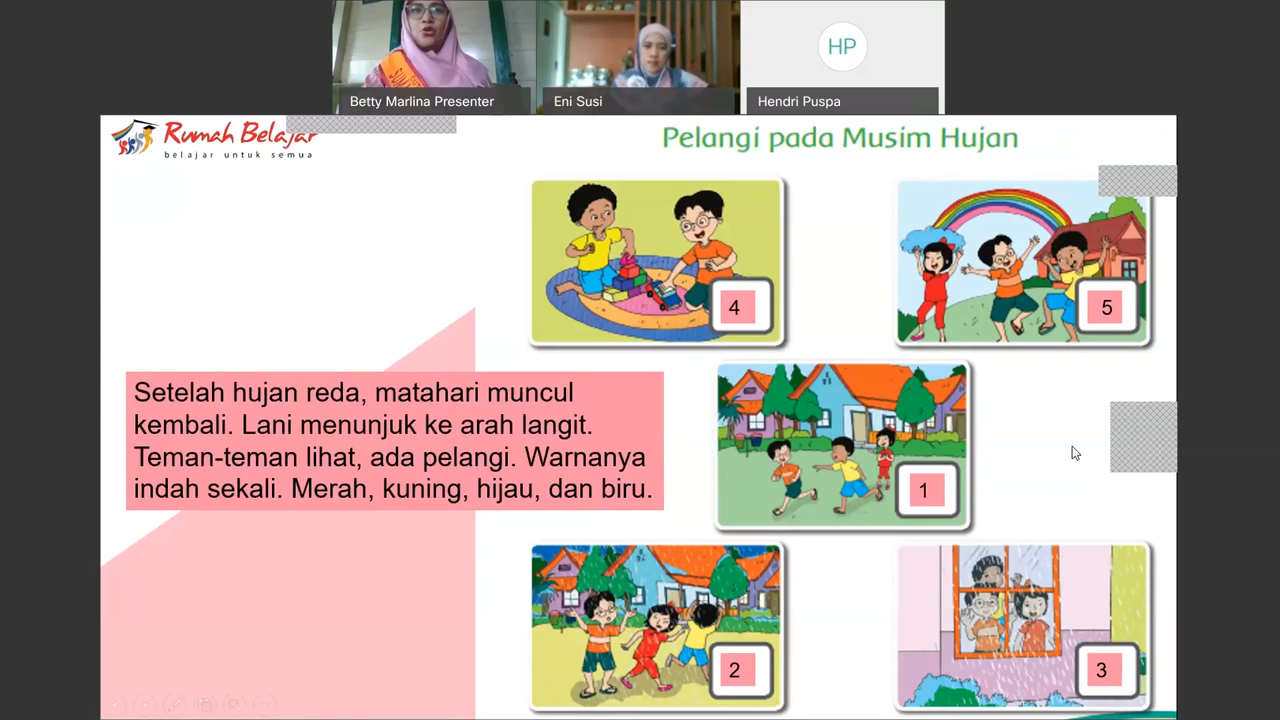 HP
Betty Marlina Presenter
Eni Susi
Hendri Puspa
Rumah Belajar
belajar untuk semua
Pelangi pada Musim Hujan
4
5
Setelah hujan reda, matahari muncul
kembali. Lani menunjuk ke arah langit.
Teman-teman lihat, ada pelangi. Warnanya
indah sekali. Merah, kuning, hijau, dan biru.
1
2
3